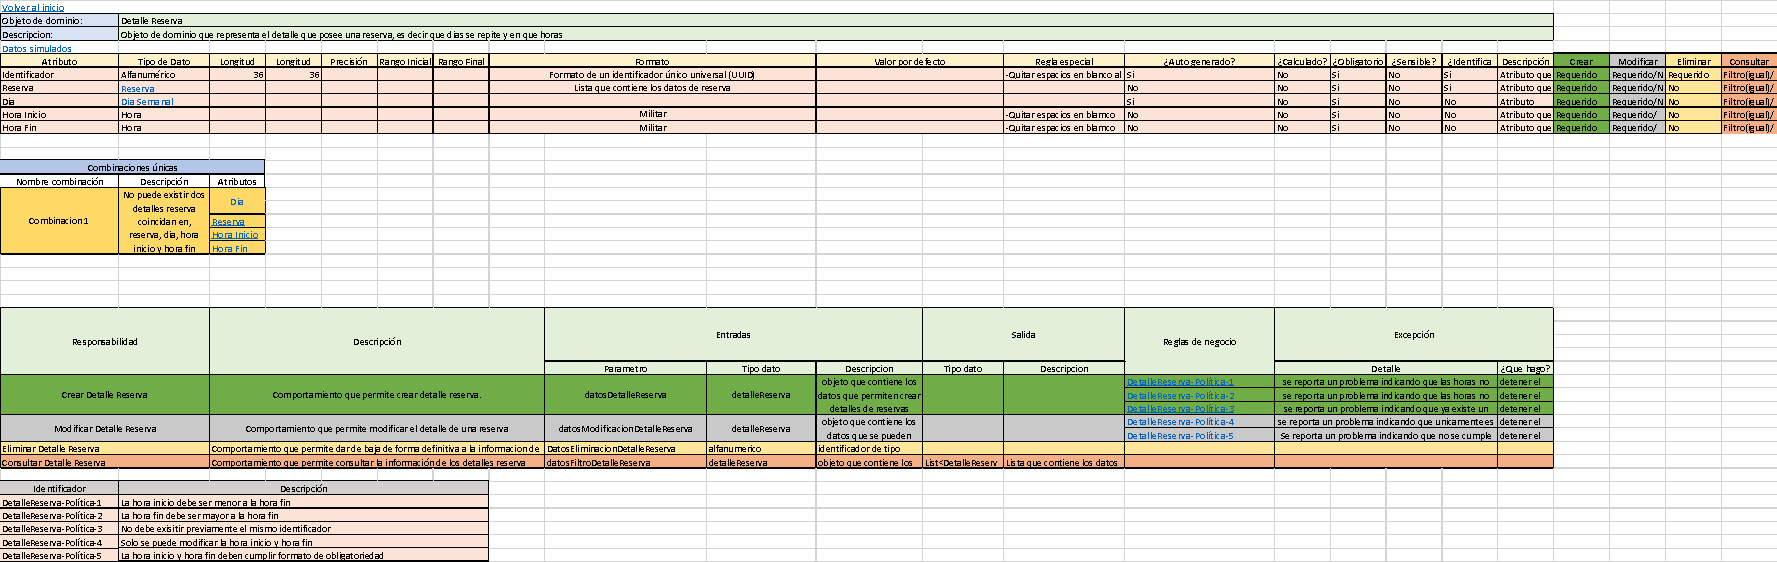 Volver al inicio
Objeto de dominio: Detalle Reserva
Descripcion: Objeto de dominio que representa el detalle que posee una reserva, es decir que días se repite y en que horas
Datos simulados
Atributo Tipo de Dato Longitud Longitud Precisión Rango Inicial Rango Final Formato Valor por defecto Regla especial ¿Auto generado? ¿Calculado? ¿Obligatorio ¿Sensible? ¿Identifica Descripción Crear Modificar Eliminar Consultar
Identificador Alfanumérico 36 36 Formato de un identificador único universal (UUID) -Quitar espacios en blanco al Si No Si No Si Atributo que Requerido Requerido/N Requerido Filtro(igual)/
Reserva Reserva Lista que contiene los datos de reserva No No Si No Si Atributo que Requerido Requerido/N No Filtro(igual)/
Dia Dia Semanal Si No Si No No Atributo Requerido Requerido/N No Filtro(igual)/
Hora Inicio Hora Militar -Quitar espacios en blamco No No Si No No Atributo que Requerido Requerido/ No Filtro(igual)/
Hora Fin Hora Militar -Quitar espacios en blamco No No Si No No Atributo que Requerido Requerido/ No Filtro(igual)/
Combinaciones únicas
Nombre combinación Descripción Atributos
Combinacion1
No puede existir dos
detalles reserva
coincidan en,
reserva, día, hora
inicio y hora fin
Dia
Reserva
Hora Inicio
Hora Fin
Responsabilidad Descripción Entradas Salida Reglas de negocio Excepción
Parametro Tipo dato Descripcion Tipo dato Descripcion Detalle ¿Que hago?
Crear Detalle Reserva Comportamiento que permite crear detalle reserva. datosDetalleReserva detalleReserva
objeto que contiene los
datos que permiten crear
detalles de reservas
DetalleReserva-Política-1 se reporta un problema indicando que las horas no detener el
DetalleReserva-Política-2 se reporta un problema indicando que las horas no detener el
DetalleReserva-Política-3 se reporta un problema indicando que ya existe un detener el
Modificar Detalle Reserva Comportamiento que permite modificar el detalle de una reserva datosModificacionDetalleReserva detalleReserva
objeto que contiene los
datos que se pueden
DetalleReserva-Política-4 se reporta un problema indicando que unicamente es detener el
DetalleReserva-Política-5 Se reporta un problema indicando que no se cumple detener el
Eliminar Detalle Reserva Comportamiento que permite dar de baja de forma definitiva a la informacion de DatosEliminacionDetalleReserva alfanumerico identificador de tipo
Consultar Detalle Reserva Comportamiento que permite consultar la información de los detalles reserva datosFiltroDetalleReserva detalleReserva objeto que contiene los List<DetalleReserv Lista que contiene los datos
Identificador Descripción
DetalleReserva-Política-1 La hora inicio debe ser menor a la hora fin
DetalleReserva-Política-2 La hora fin debe ser mayor a la hora fin
DetalleReserva-Política-3 No debe exisitir previamente el mismo identificador
DetalleReserva-Política-4 Solo se puede modificar la hora inicio y hora fin
DetalleReserva-Política-5 La hora inicio y hora fin deben cumplir formato de obligatoriedad